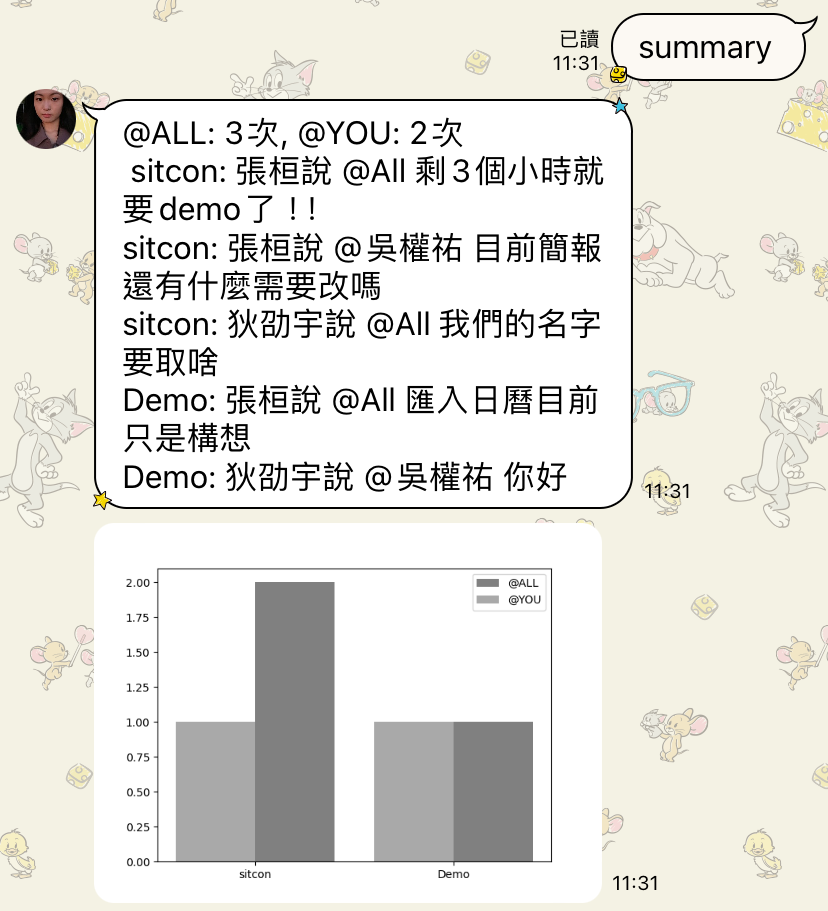 summary
已讀
11:31
@ALL: 3次, @YOU: 2次
sitcon: 張桓說 @All 剩3個小時就
要demo了！！
sitcon: 張桓說 @吳權祐 目前簡報
還有什麼需要改嗎
sitcon: 狄劭宇說 @All 我們的名字
要取啥
Demo: 張桓說 @All 匯入日曆目前
只是構想
Demo: 狄劭宇說 @吳權祐 你好
11:31
@ALL
@YOU
2.00
1.75
1.50
1.25
1.00
0.75
0.50
0.25
0.00
sitcon
Demo
11:31